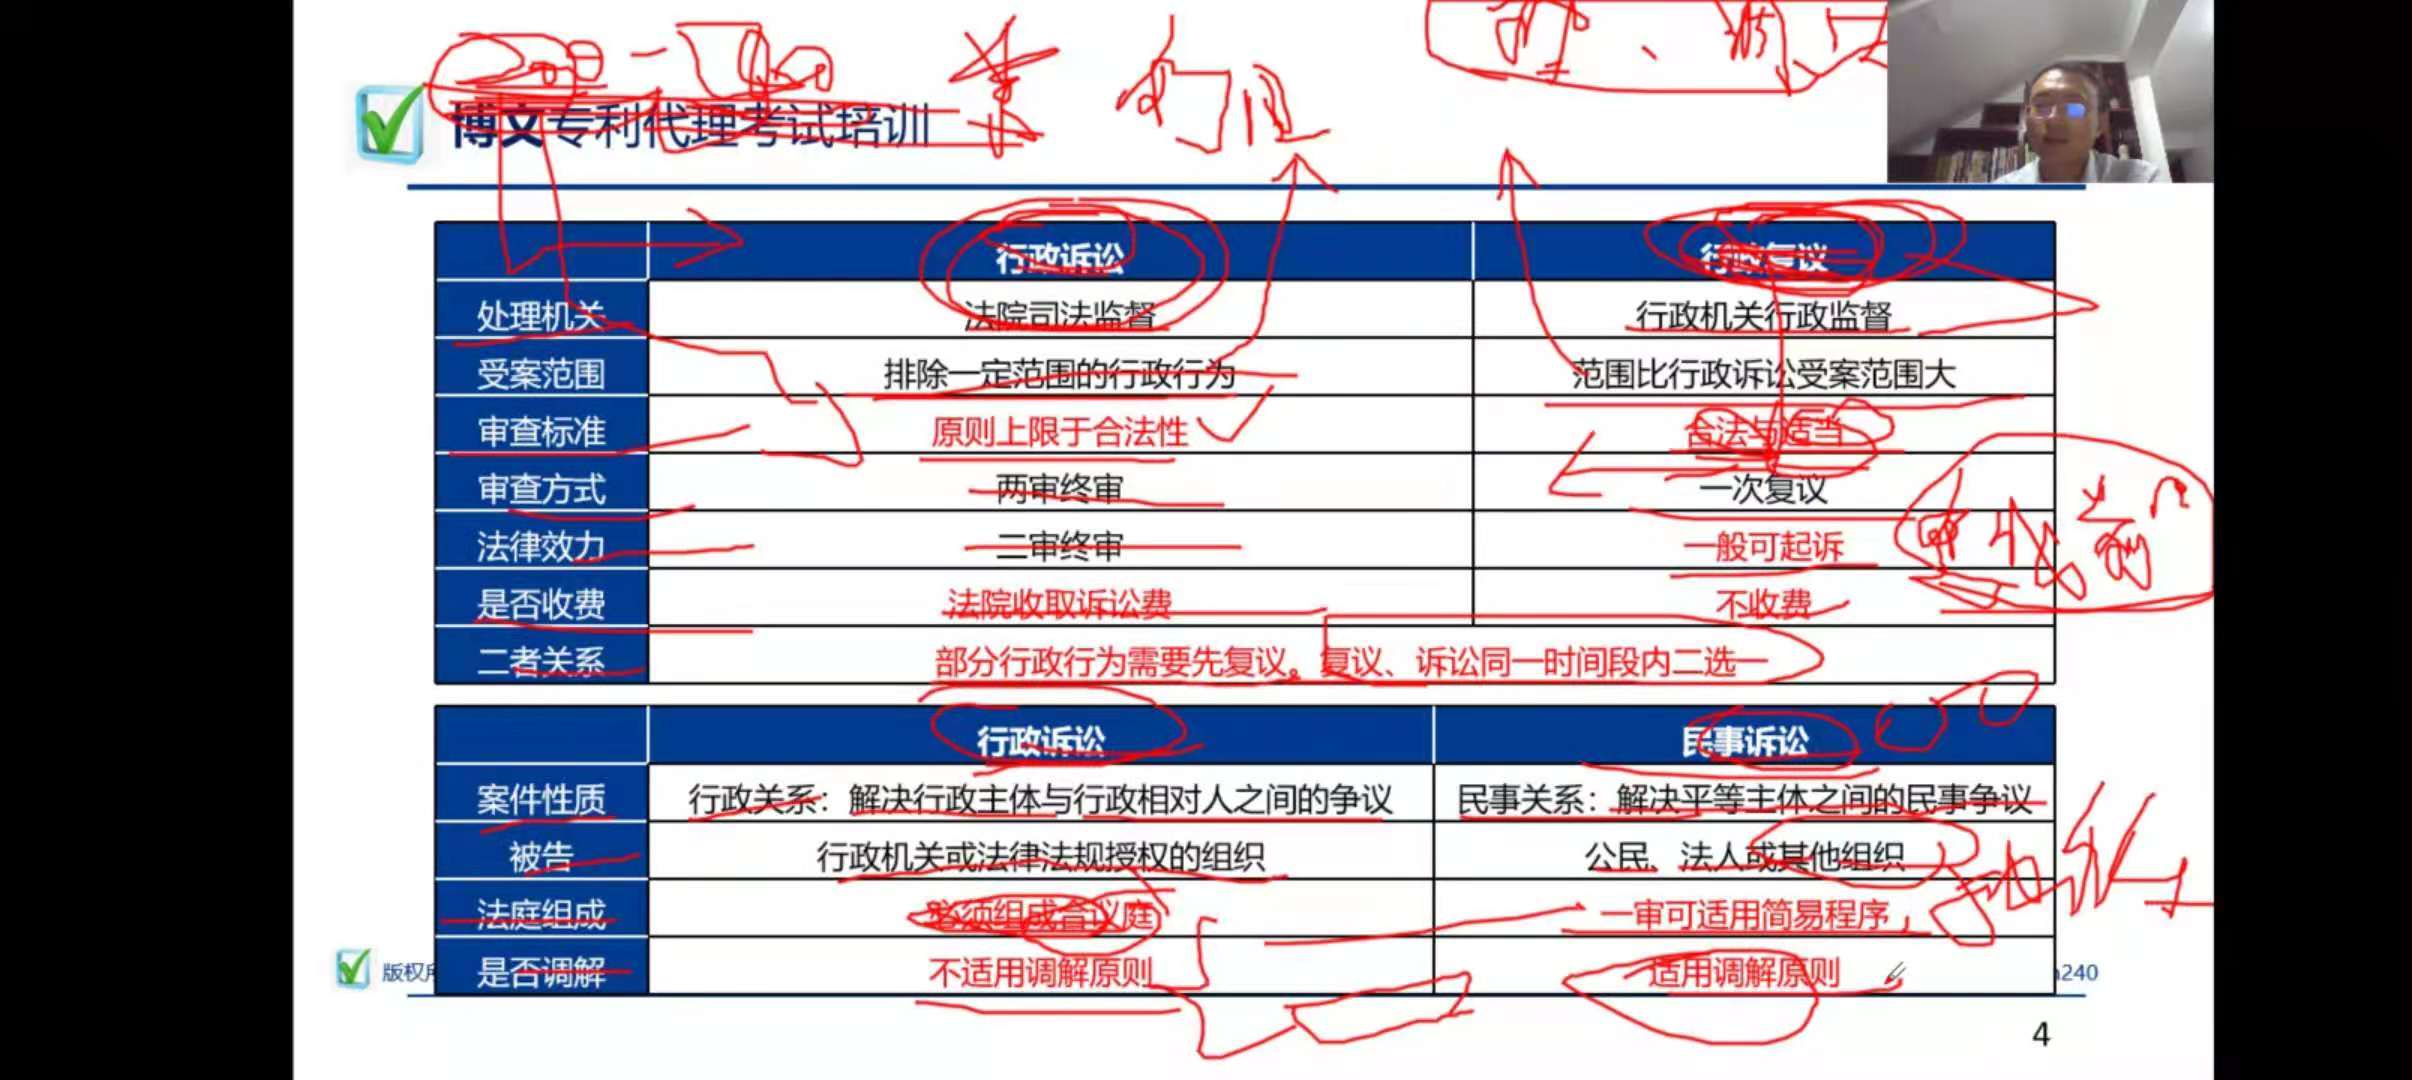 博文专利代理考试培训
行政诉讼 行政复议
处理机关 法院司法监督 行政机关行政监督
受案范围 排除一定范围的行政行为 范围比行政诉讼受案范围大
审查标准 原则上限于合法性 合法与适当
审查方式 两审终审 一次复议
法律效力 二审终审 一般可起诉
是否收费 法院收取诉讼费 不收费
二者关系 部分行政行为需要先复议。复议、诉讼同一时间段内二选一
行政诉讼 民事诉讼
案件性质 行政关系：解决行政主体与行政相对人之间的争议 民事关系：解决平等主体之间的民事争议
被告 行政机关或法律法规授权的组织 公民、法人或其他组织
法庭组成 必须组成合议庭 一审可适用简易程序，
是否调解 不适用调解原则 适用调解原则
版权 240
4